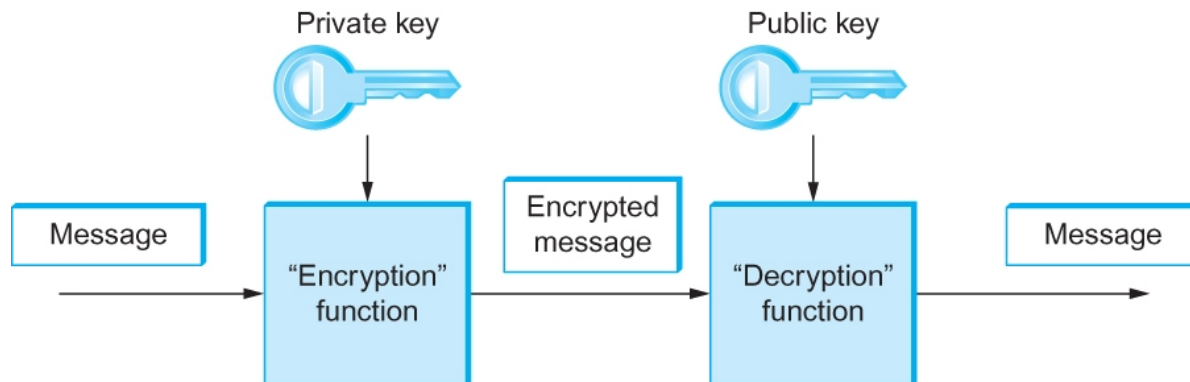 Private key
Public key
Message
“Encryption”
function
Encrypted
message
“Decryption”
function
Message